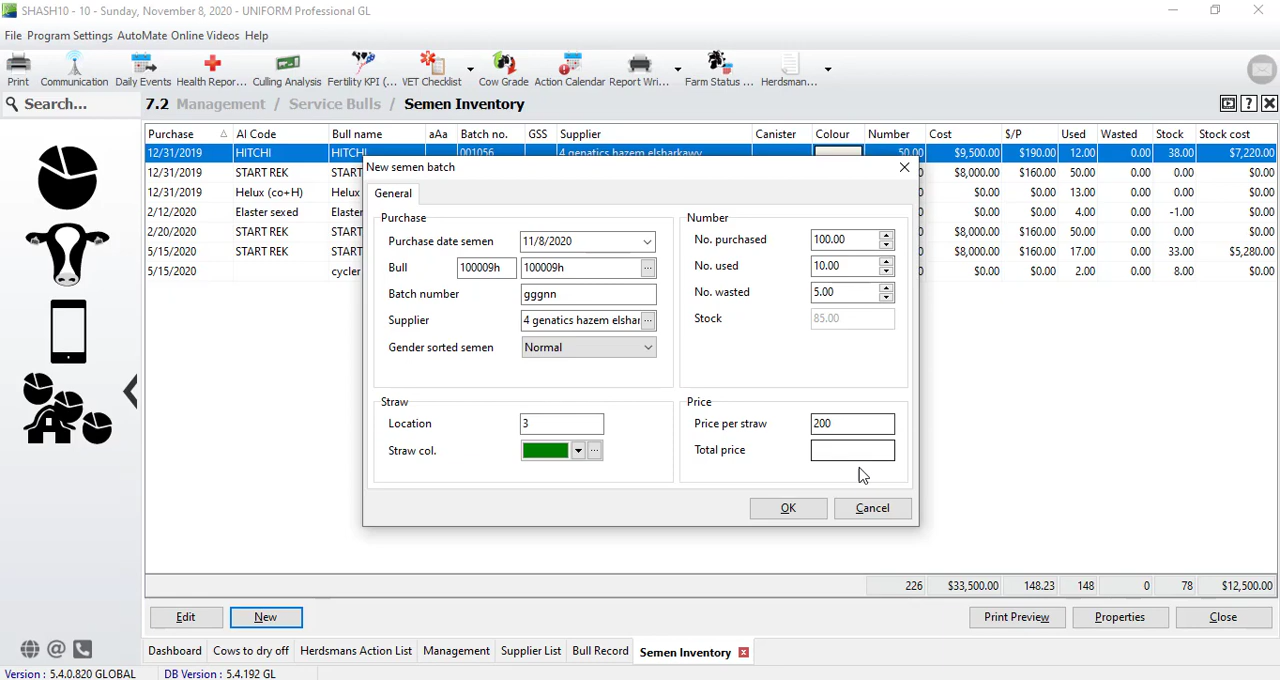 SHASH10 - 10 - Sunday, November 8, 2020 - UNIFORM Professional GL
File Program Settings AutoMate Online Videos Help
Print Communication Daily Events Health Repor... Culling Analysis Fertility KPI (... VET Checklist Cow Grade Action Calendar Report Wri... Farm Status ... Herdsman...
Search... 7.2 Management / Service Bulls / Semen Inventory
Purchase AI Code Bull name aAa Batch no. GSS Supplier Canister Colour Number Cost $/P Used Wasted Stock Stock cost
12/31/2019 HITCHI HITCHI 001056 4 genatics hazem elsharkawy 50.00 $9,500.00 $190.00 12.00 0.00 38.00 $7,220.00
12/31/2019 START REK START $8,000.00 $160.00 50.00 0.00 0.00 $0.00
12/31/2019 Helux (co+H) Helux $0.00 $0.00 13.00 0.00 0.00 $0.00
2/12/2020 Elaster sexed Elaster $0.00 $0.00 4.00 0.00 -1.00 $0.00
2/20/2020 START REK START $8,000.00 $160.00 50.00 0.00 0.00 $0.00
5/15/2020 START REK START $8,000.00 $160.00 17.00 0.00 33.00 $5,280.00
5/15/2020 cycler $0.00 $0.00 2.00 0.00 8.00 $0.00
New semen batch
General
Purchase
Purchase date semen 11/8/2020
Bull 100009h 100009h ...
Batch number gggnn
Supplier 4 genatics hazem elshar ...
Gender sorted semen Normal
Number
No. purchased 100.00
No. used 10.00
No. wasted 5.00
Stock 85.00
Straw
Location 3
Straw col. ...
Price
Price per straw 200
Total price
OK Cancel
226 $33,500.00 148.23 148 0 78 $12,500.00
Edit New Print Preview Properties Close
Dashboard Cows to dry off Herdsmans Action List Management Supplier List Bull Record Semen Inventory
Version : 5.4.0.820 GLOBAL DB Version : 5.4.192 GL